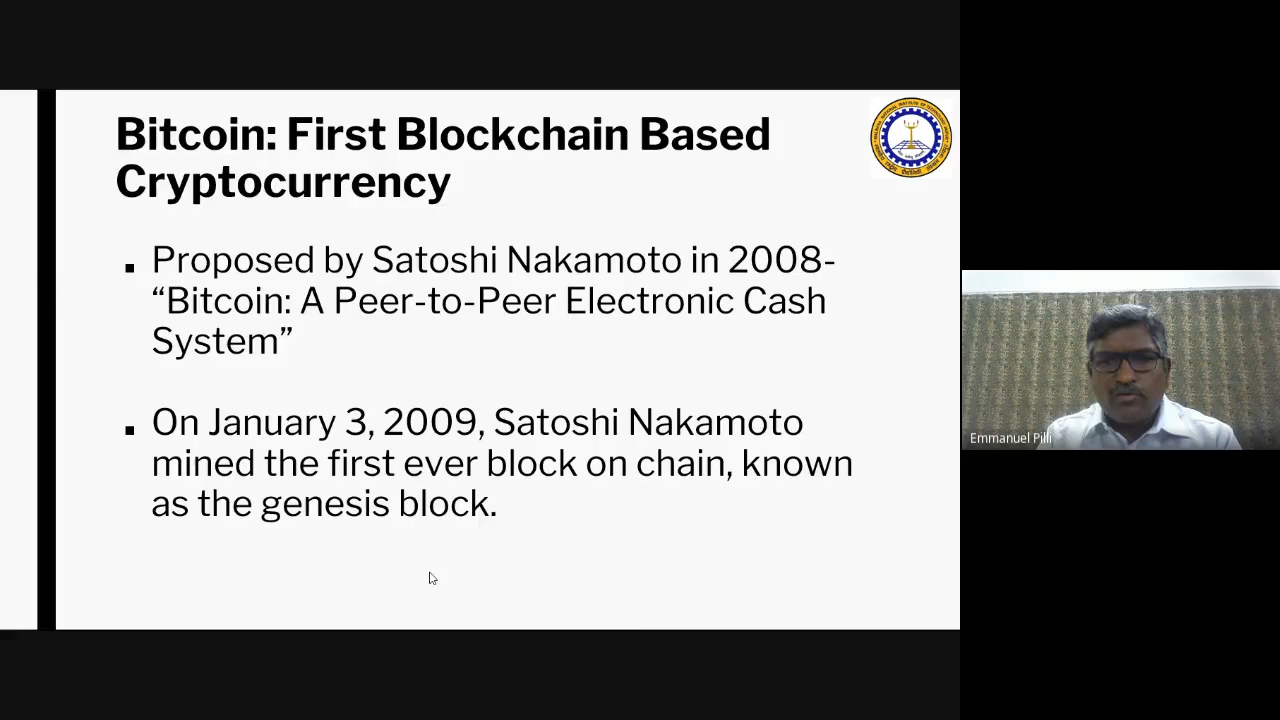 Bitcoin: First Blockchain Based
Cryptocurrency
▪ Proposed by Satoshi Nakamoto in 2008-
“Bitcoin: A Peer-to-Peer Electronic Cash
System”
▪ On January 3, 2009, Satoshi Nakamoto
mined the first ever block on chain, known
as the genesis block.
Emmanuel Pilli